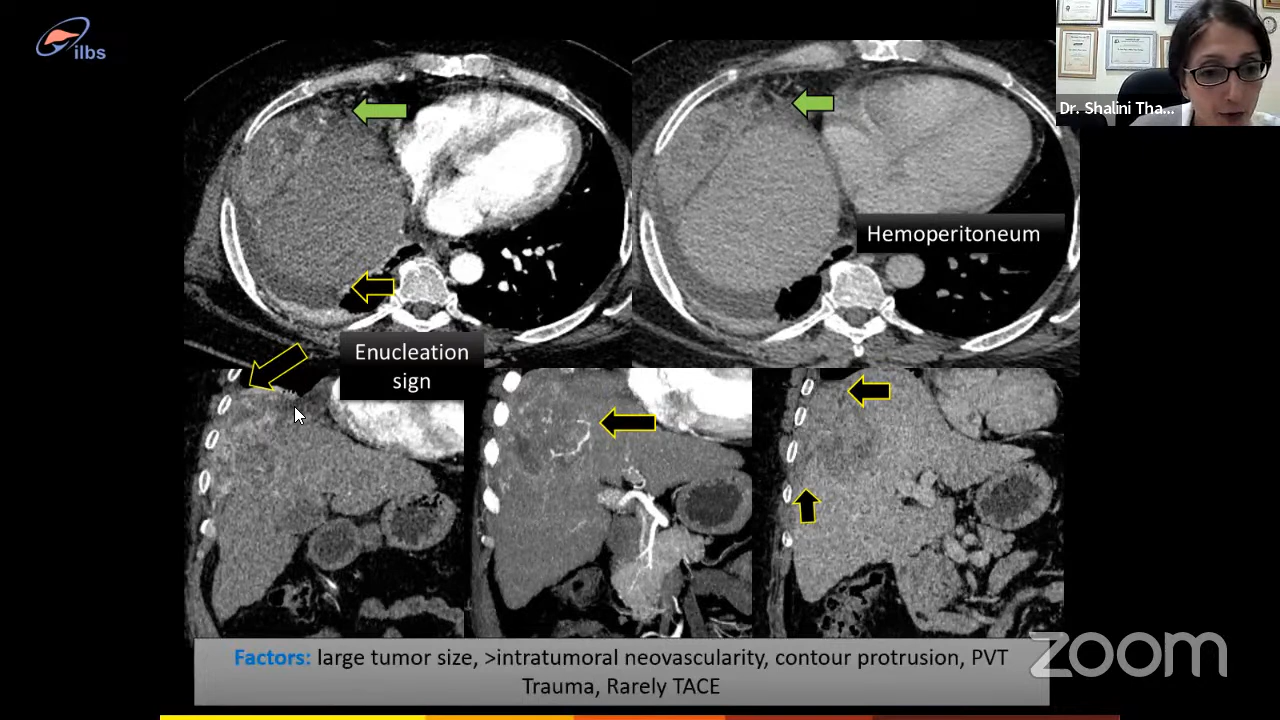 ilbs
Dr. Shalini Tha...
Hemoperitoneum
Enucleation
sign
Factors: large tumor size, >intratumoral neovascularity, contour protrusion, PVT
Trauma, Rarely TACE
zoom